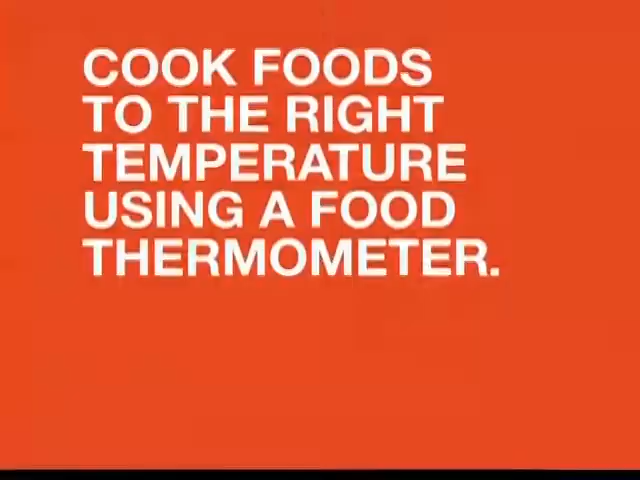 COOK FOODS
TO THE RIGHT
TEMPERATURE
USING A FOOD
THERMOMETER.